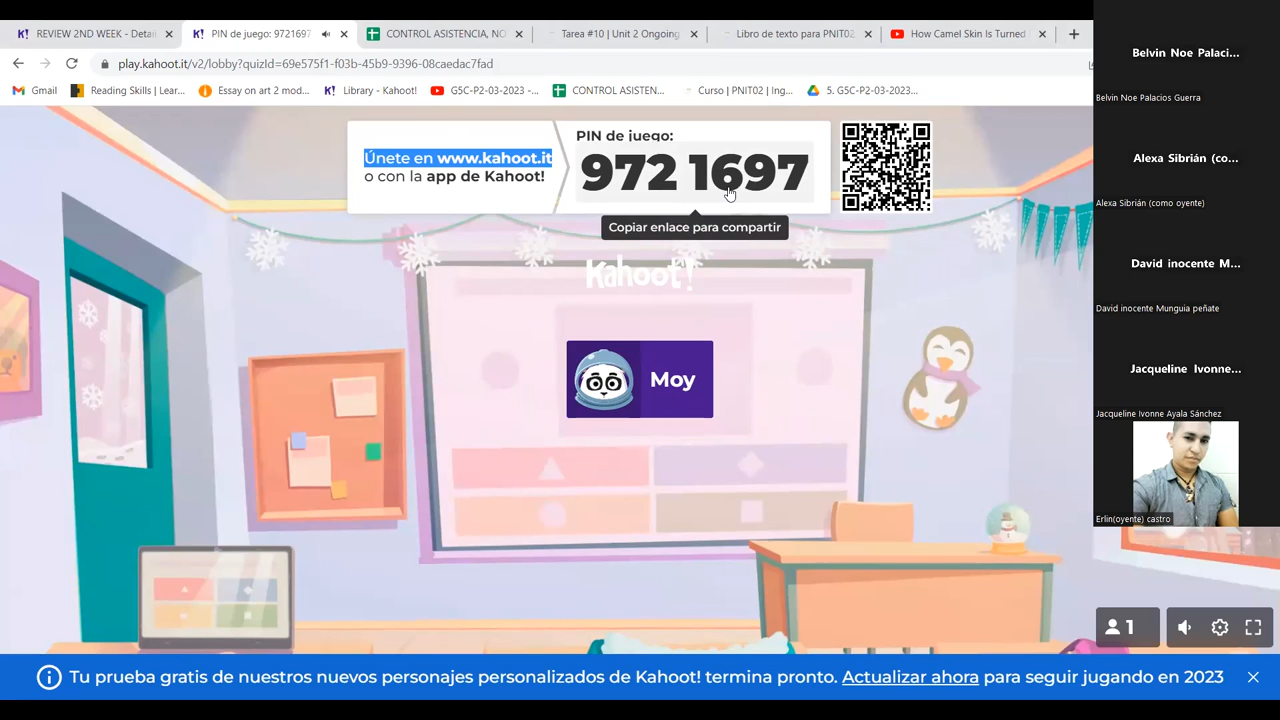 REVIEW 2ND WEEK - Detai
PIN de juego: 9721697
CONTROL ASISTENCIA, NO
Tarea #10 | Unit 2 Ongoing
Libro de texto para PNIT02
How Camel Skin Is Turned
play.kahoot.it/v2/lobby?quizId=69e575f1-f03b-45b9-9396-08caedac7fad
Gmail
Reading Skills | Lear...
Essay on art 2 mod...
Library - Kahoot!
G5C-P2-03-2023 -...
CONTROL ASISTEN...
Curso | PNIT02 | Ing...
5. G5C-P2-03-2023...
Únete en www.kahoot.it
o con la app de Kahoot!
PIN de juego:
972 1697
Copiar enlace para compartir
Kahoot!
Moy
Belvin Noe Palaci...
Belvin Noe Palacios Guerra
Alexa Sibrián (co...
Alexa Sibrián (como oyente)
David inocente M...
David inocente Munguia peñate
Jacqueline Ivonne...
Jacqueline Ivonne Ayala Sánchez
Erlin(oyente) castro
1
Tu prueba gratis de nuestros nuevos personajes personalizados de Kahoot! termina pronto. Actualizar ahora para seguir jugando en 2023